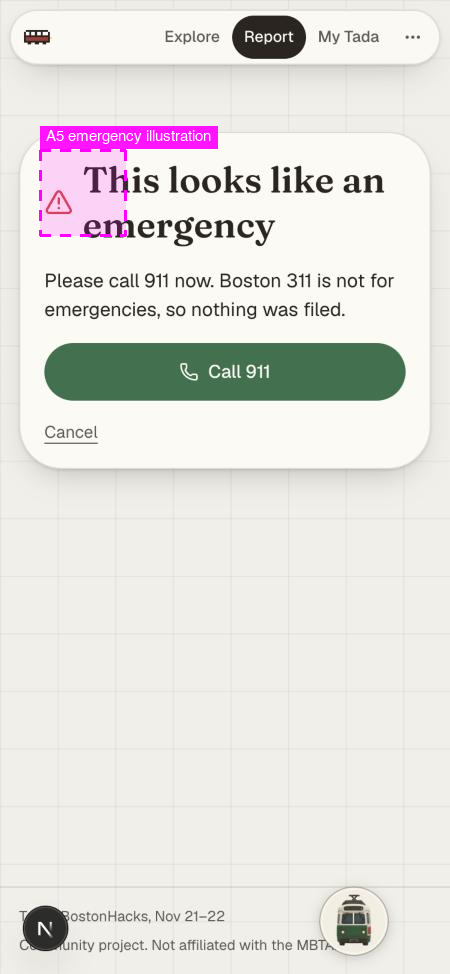 Explore Report My Tada ...
A5 emergency illustration
This looks like an
emergency
Please call 911 now. Boston 311 is not for
emergencies, so nothing was filed.
Call 911
Cancel
BostonHacks, Nov 21–22
N
project. Not affiliated with the MBTA